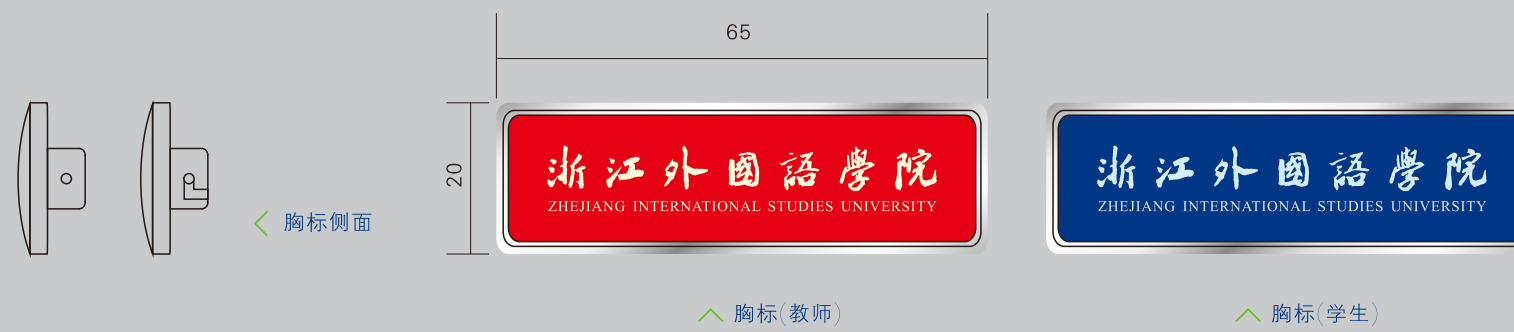 65
20
浙江外國語學院
ZHEJIANG INTERNATIONAL STUDIES UNIVERSITY
浙江外國語學院
ZHEJIANG INTERNATIONAL STUDIES UNIVERSITY
胸标侧面
胸标(教师)
胸标(学生)